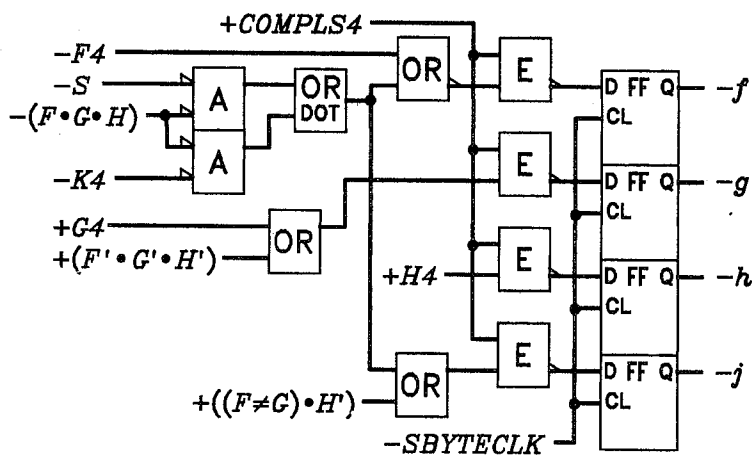 +COMPLS4
-F4
OR
E
-S
A
OR
DOT
D FF Q
-f
CL
-(F•G•H)
A
-K4
E
D FF Q
-g
CL
+G4
OR
+(F'•G'•H')
E
+H4
D FF Q
-h
CL
E
OR
D FF Q
-j
CL
+((F≠G)•H')
-SBYTECLK